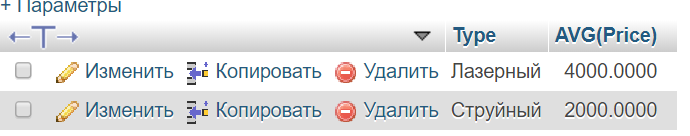 + Параметры
←T→ Type AVG(Price)
Изменить Копировать Удалить Лазерный 4000.0000
Изменить Копировать Удалить Струйный 2000.0000